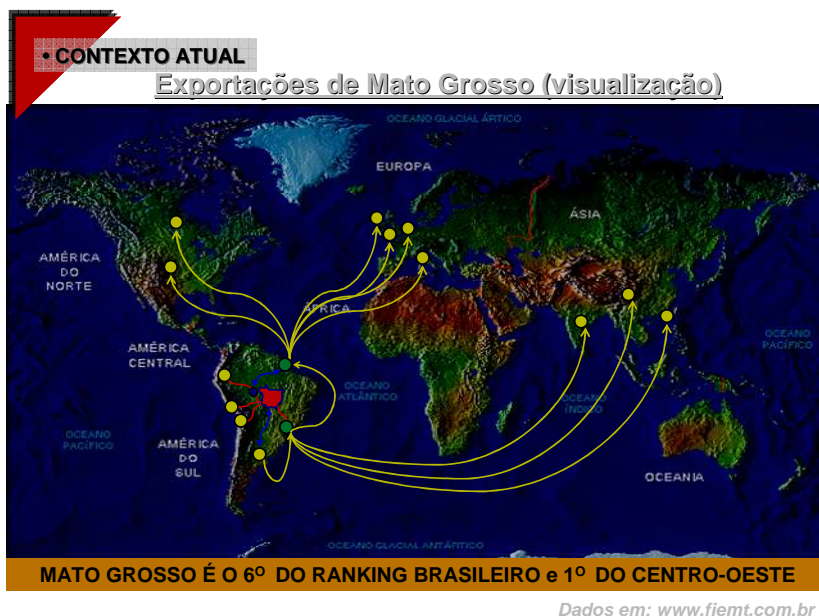 • CONTEXTO ATUAL
Exportações de Mato Grosso (visualização)
OCEANO GLACIAL ÁRTICO
EUROPA
ÁSIA
AMÉRICA
DO
NORTE
ÁFRICA
OCEANO
PACÍFICO
AMÉRICA
CENTRAL
OCEANO
ATLÂNTICO
OCEANO
ÍNDICO
OCEANO
PACÍFICO
AMÉRICA
DO
SUL
OCEANIA
OCEANO GLACIAL ANTÁRTICO
MATO GROSSO É O 6º DO RANKING BRASILEIRO e 1º DO CENTRO-OESTE
Dados em: www.fiemt.com.br